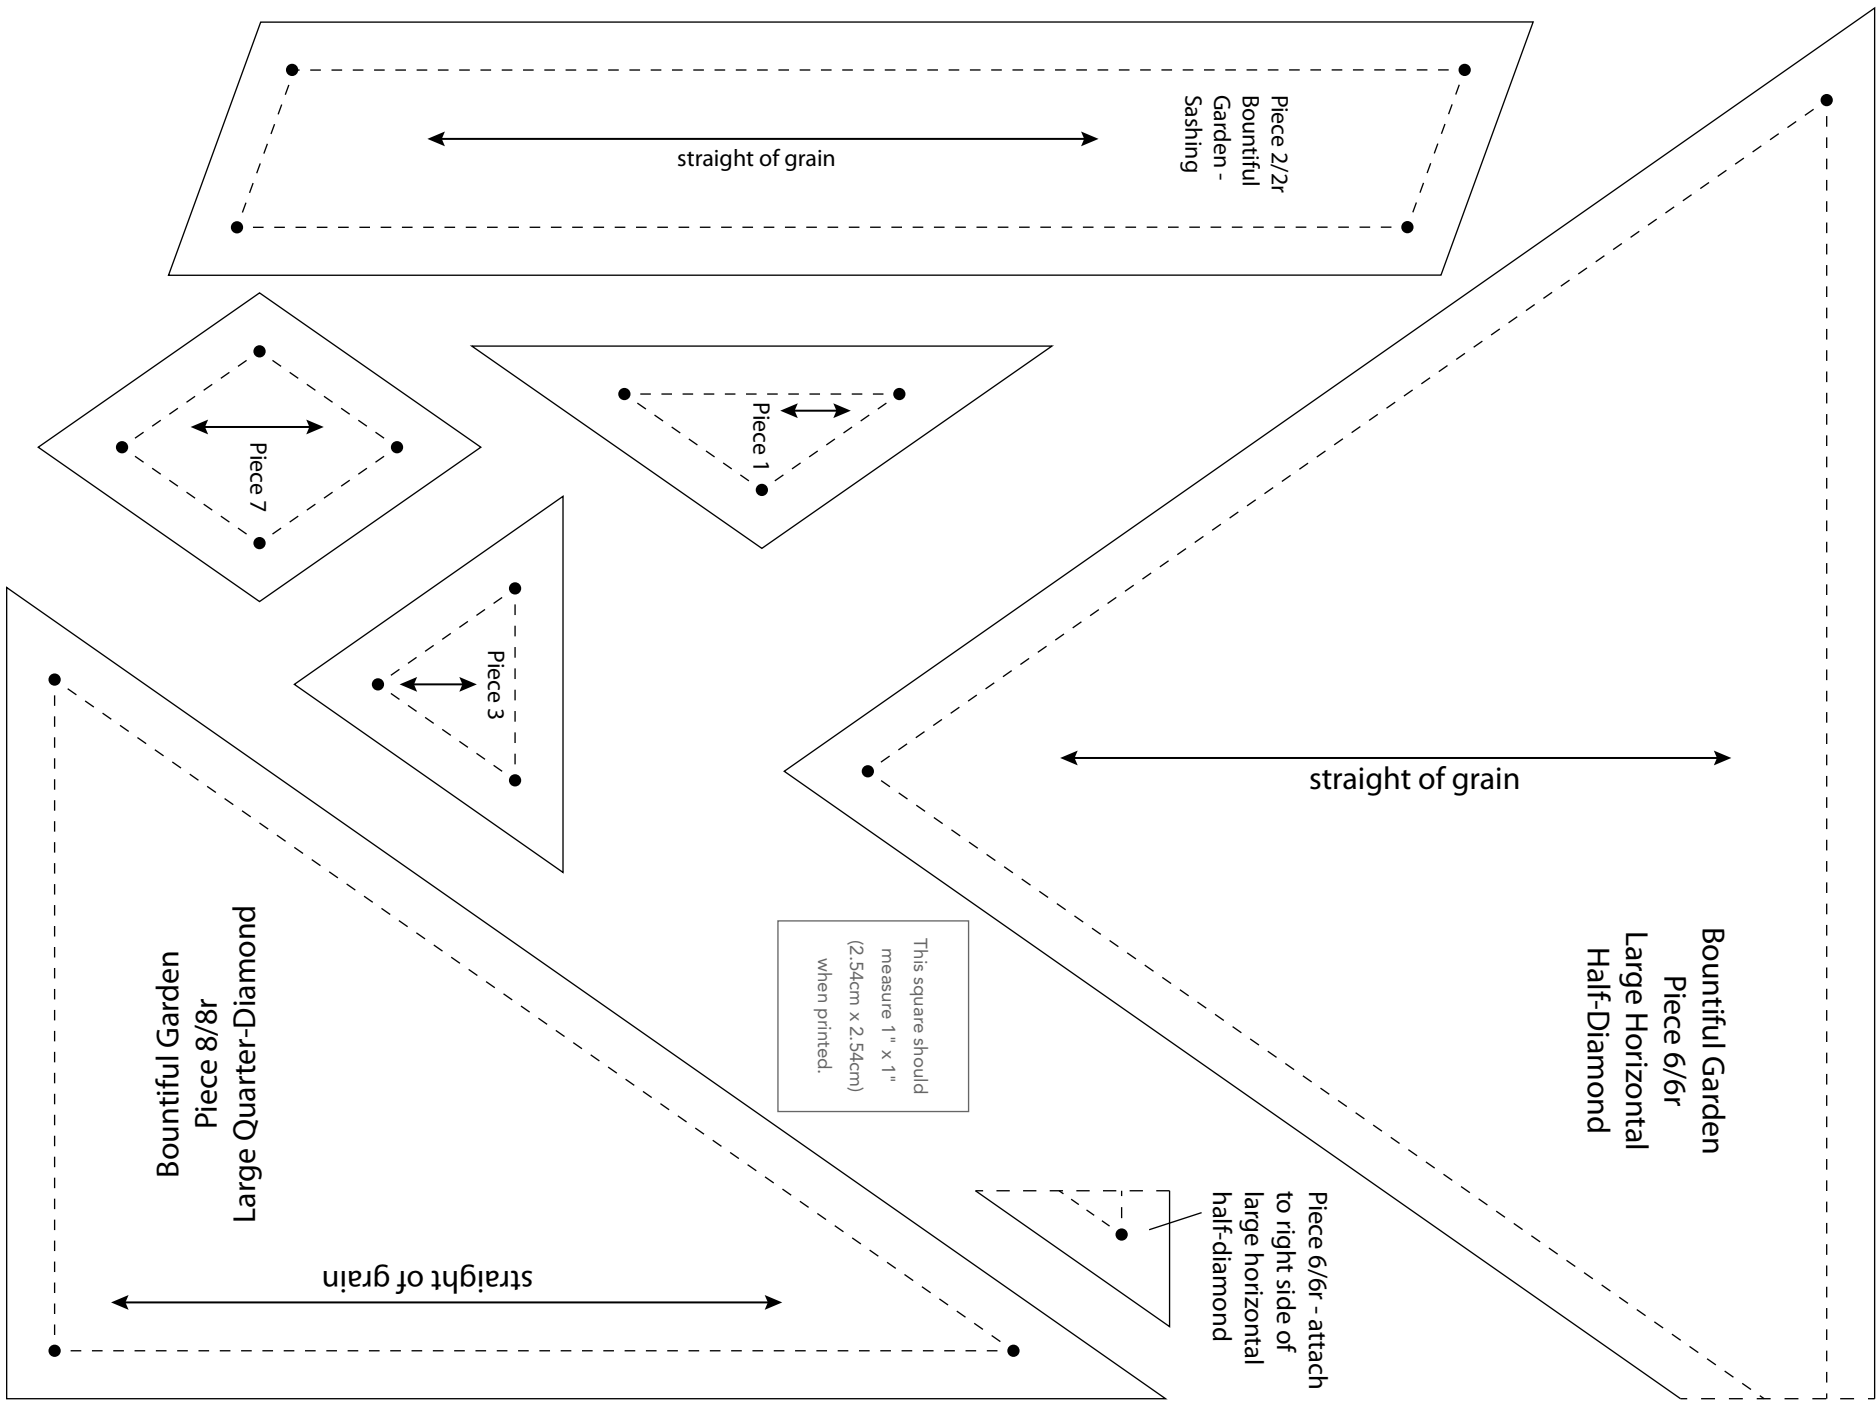 Piece 2/2r
Bountiful
Garden -
Sashing
straight of grain
Piece 7
Piece 1
Piece 3
straight of grain
Bountiful Garden
Piece 6/6r
Large Horizontal
Half-Diamond
This square should
measure 1" x 1"
(2.54cm x 2.54cm)
when printed.
Bountiful Garden
Piece 8/8r
Large Quarter-Diamond
straight of grain
Piece 6/6r - attach
to right side of
large horizontal
half-diamond